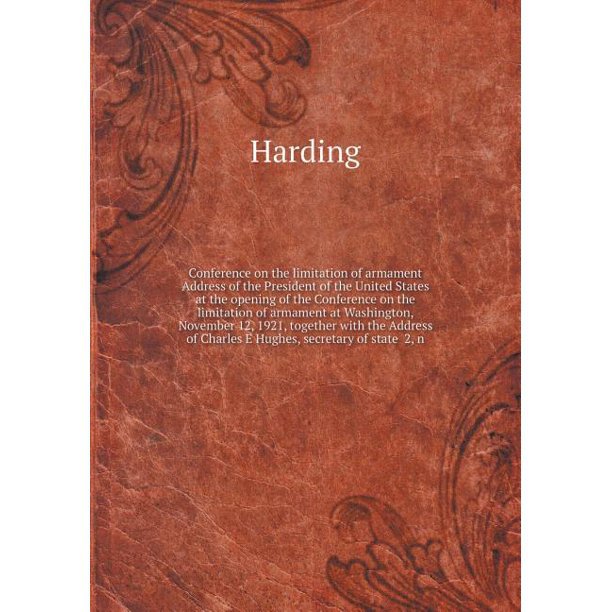 Harding
Conference on the limitation of armament
Address of the President of the United States
at the opening of the Conference on the
limitation of armament at Washington,
November 12, 1921, together with the Address
of Charles E Hughes, secretary of state  2, n